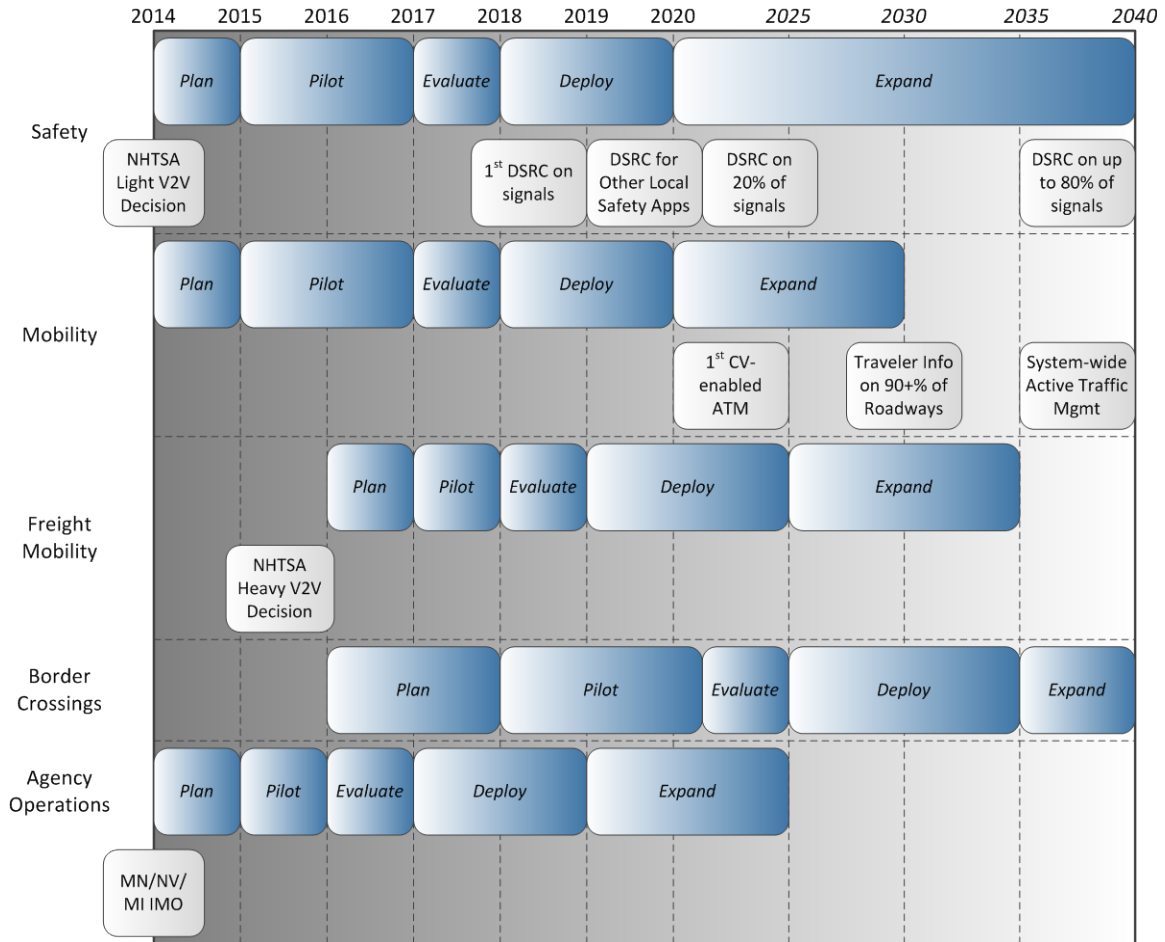 2014 2015 2016 2017 2018 2019 2020 2025 2030 2035 2040
Plan Pilot Evaluate Deploy Expand
Safety
NHTSA
Light V2V
Decision
1st DSRC on
signals
DSRC for
Other Local
Safety Apps
DSRC on
20% of
signals
DSRC on up
to 80% of
signals
Plan Pilot Evaluate Deploy Expand
Mobility
1st CV-
enabled
ATM
Traveler Info
on 90+% of
Roadways
System-wide
Active Traffic
Mgmt
Plan Pilot Evaluate Deploy Expand
Freight
Mobility
NHTSA
Heavy V2V
Decision
Border
Crossings
Plan Pilot Evaluate Deploy Expand
Agency
Operations
Plan Pilot Evaluate Deploy Expand
MN/NV/
MI IMO